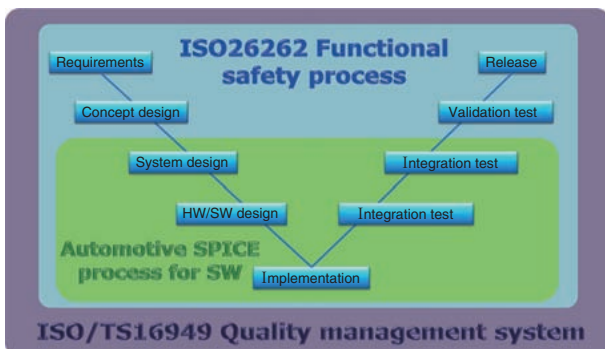 ISO26262 Functional
safety process
Requirements
Release
Concept design
Validation test
System design
Integration test
HW/SW design
Integration test
Automotive SPICE
process for SW
Implementation
ISO/TS16949 Quality management system